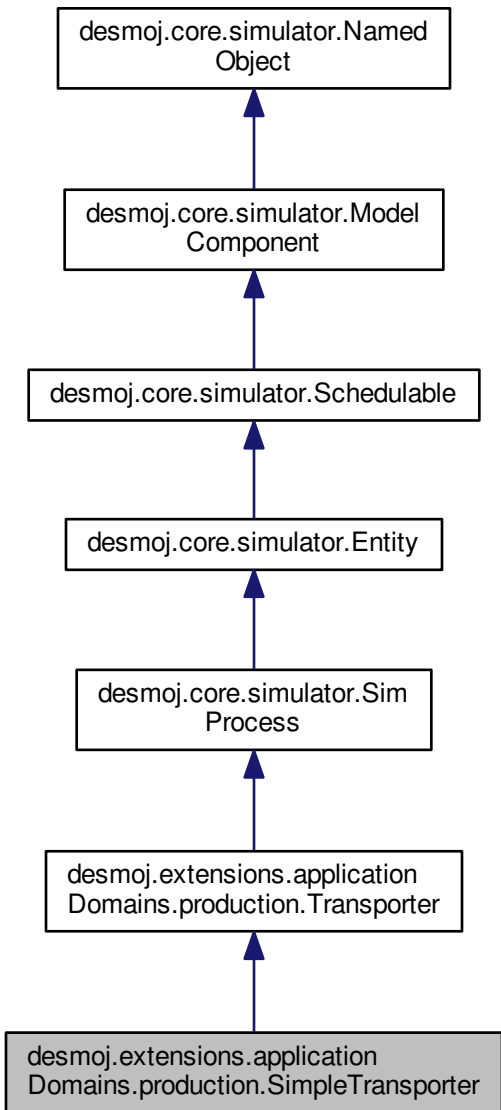 desmoj.core.simulator.Named
Object
desmoj.core.simulator.Model
Component
desmoj.core.simulator.Schedulable
desmoj.core.simulator.Entity
desmoj.core.simulator.Sim
Process
desmoj.extensions.application
Domains.production.Transporter
desmoj.extensions.application
Domains.production.SimpleTransporter